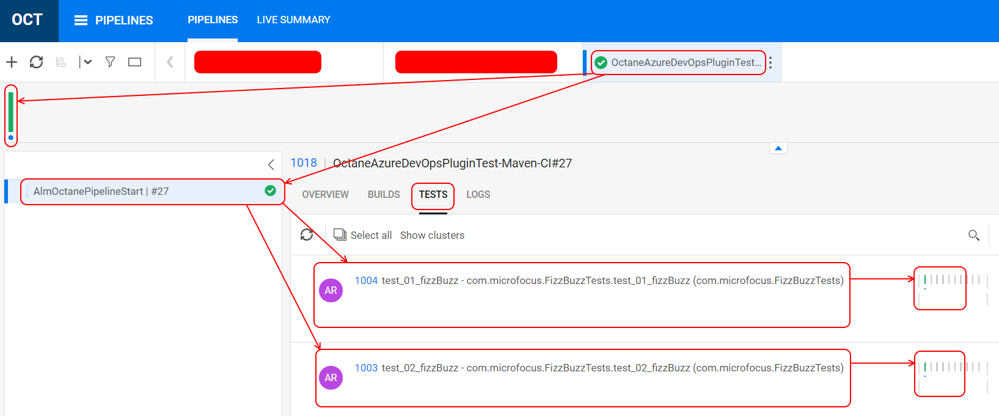 OCT
PIPELINES
PIPELINES
LIVE SUMMARY
OctaneAzureDevOpsPluginTest...
1018 | OctaneAzureDevOpsPluginTest-Maven-CI#27
AlmOctanePipelineStart | #27
OVERVIEW
BUILDS
TESTS
LOGS
Select all
Show clusters
AR
1004 test_01_fizzBuzz - com.microfocus.FizzBuzzTests.test_01_fizzBuzz (com.microfocus.FizzBuzzTests)
AR
1003 test_02_fizzBuzz - com.microfocus.FizzBuzzTests.test_02_fizzBuzz (com.microfocus.FizzBuzzTests)